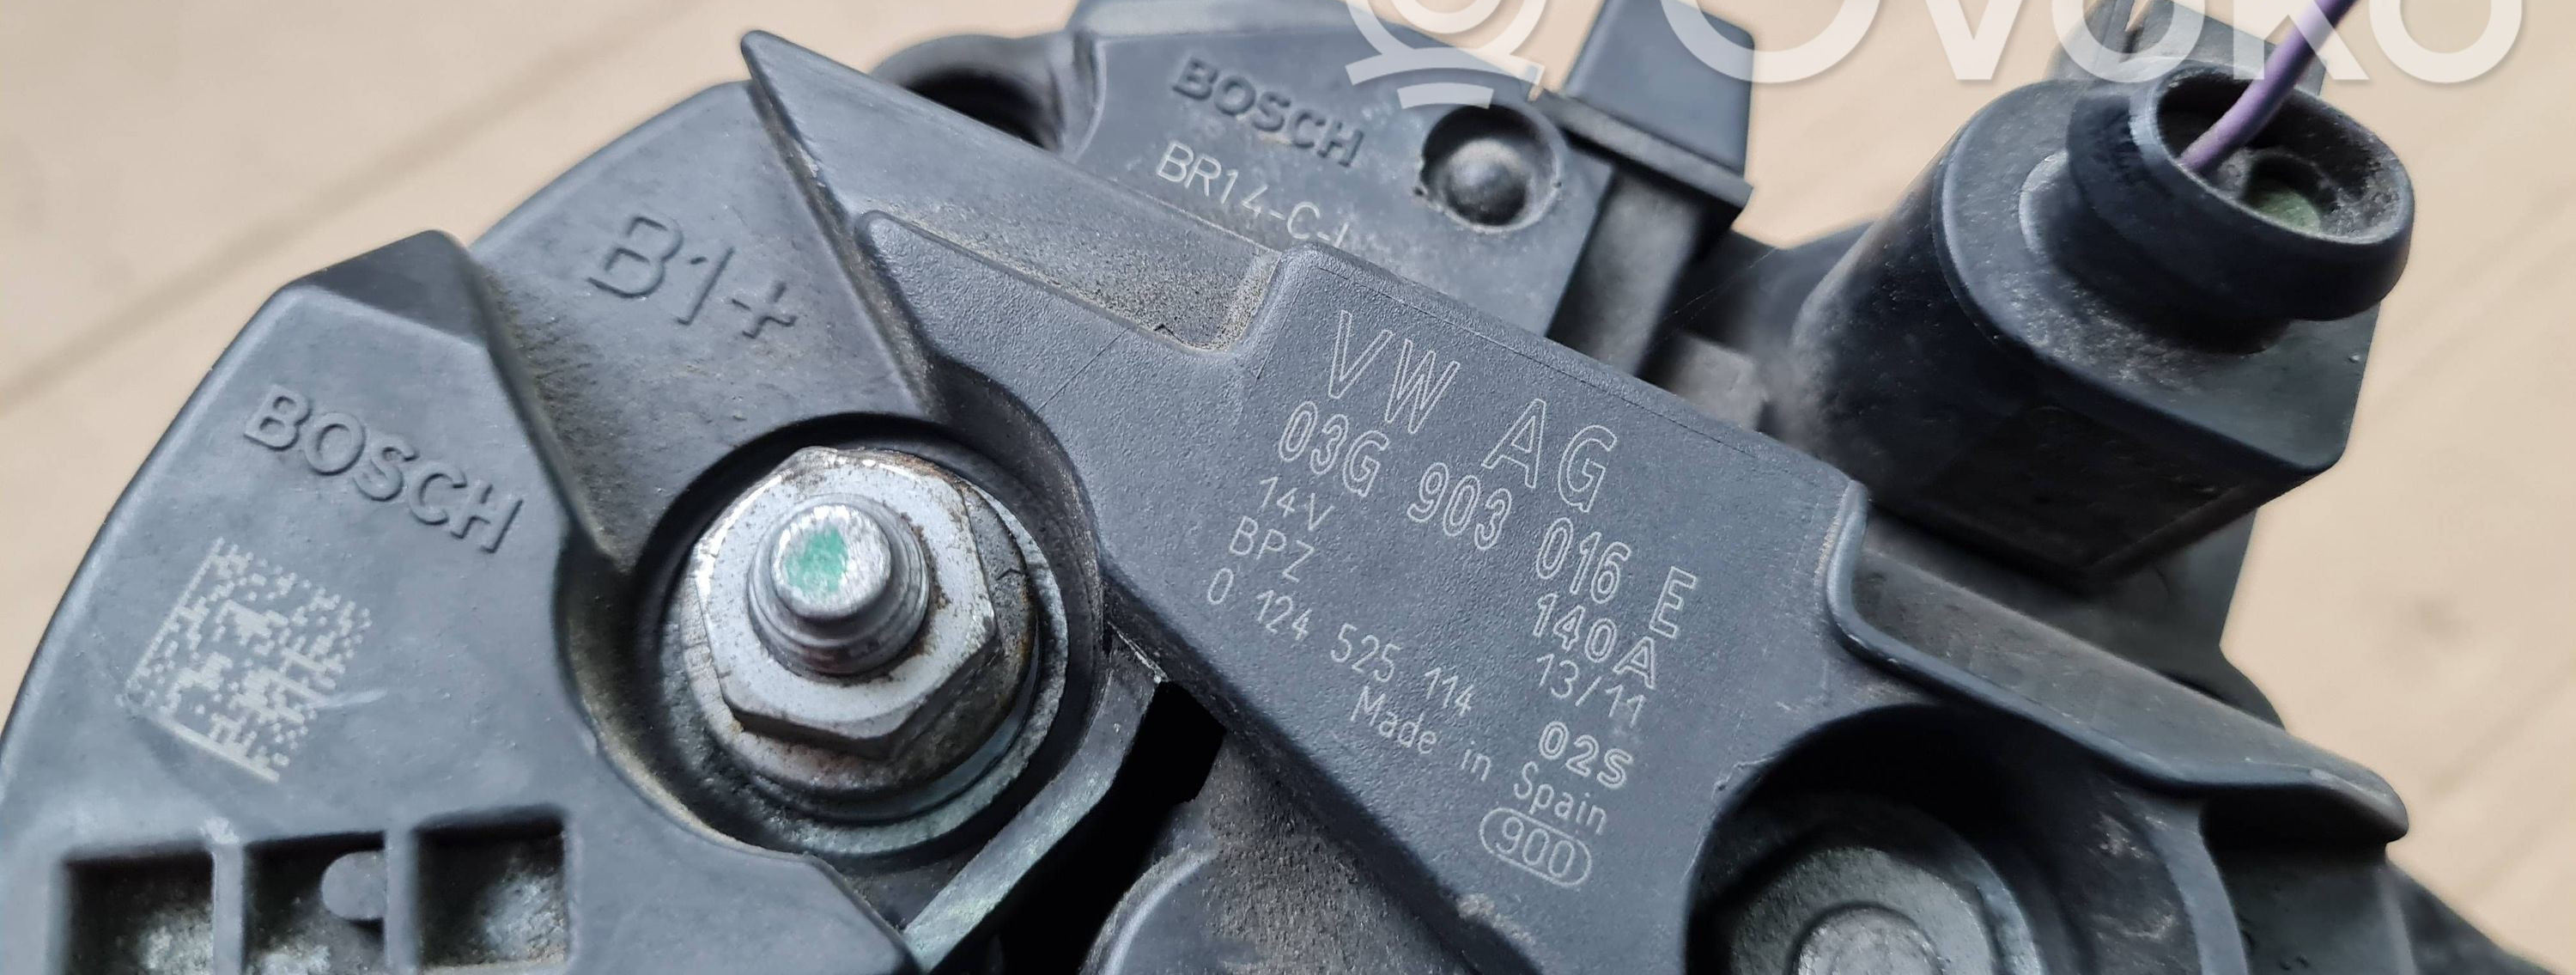 Ovoko
BOSCH
BR14-C
B1+
BOSCH
VW AG
03G 903 016 E
14V 140A
BPZ 13/11
0 124 525 114 02S
Made in Spain
900